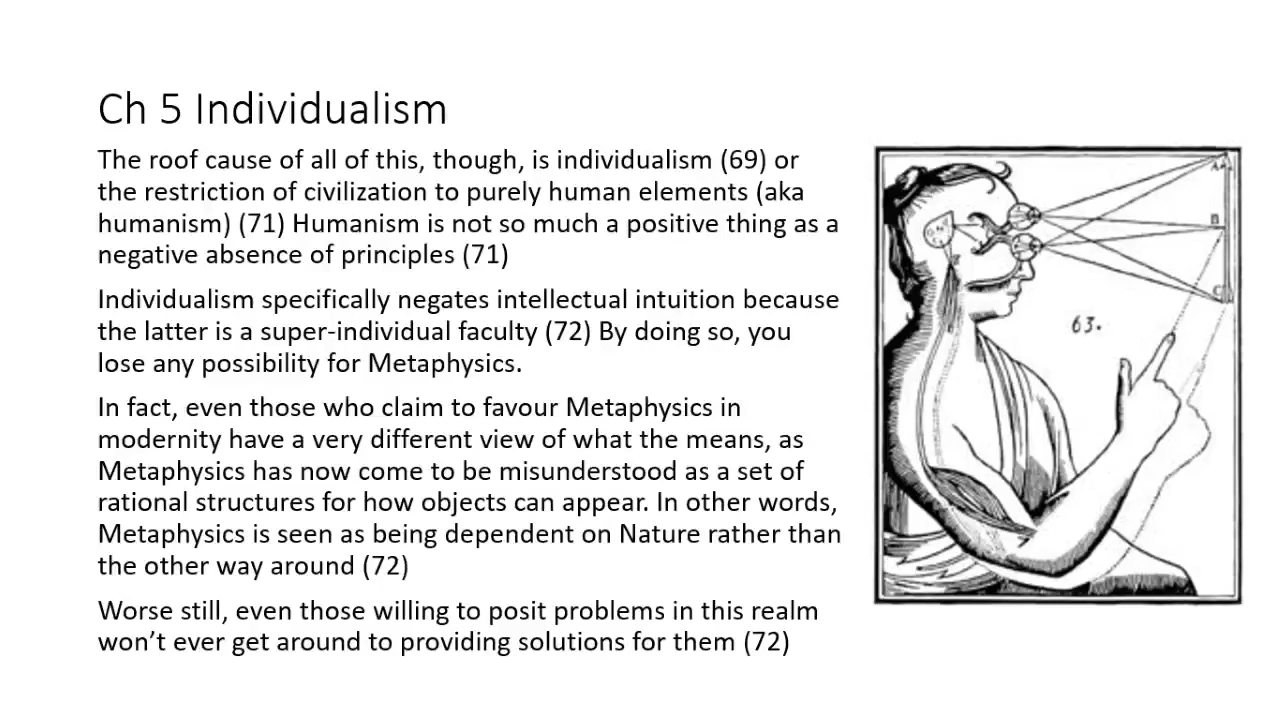 Ch 5 Individualism
The roof cause of all of this, though, is individualism (69) or
the restriction of civilization to purely human elements (aka
humanism) (71) Humanism is not so much a positive thing as a
negative absence of principles (71)
Individualism specifically negates intellectual intuition because
the latter is a super-individual faculty (72) By doing so, you
lose any possibility for Metaphysics.
In fact, even those who claim to favour Metaphysics in
modernity have a very different view of what the means, as
Metaphysics has now come to be misunderstood as a set of
rational structures for how objects can appear. In other words,
Metaphysics is seen as being dependent on Nature rather than
the other way around (72)
Worse still, even those willing to posit problems in this realm
won’t ever get around to providing solutions for them (72)
A
B
C
63.